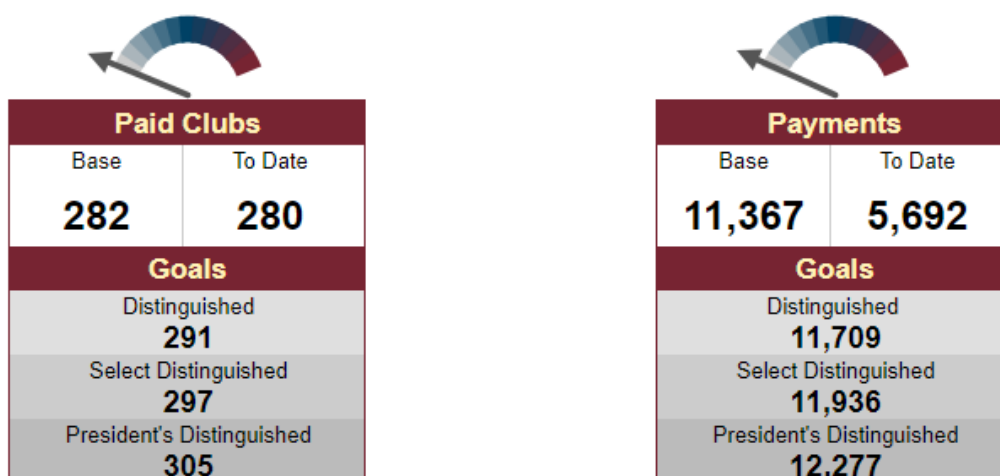 Paid Clubs
Base To Date
282 280
Goals
Distinguished
291
Select Distinguished
297
President's Distinguished
305
Payments
Base To Date
11,367 5,692
Goals
Distinguished
11,709
Select Distinguished
11,936
President's Distinguished
12,277